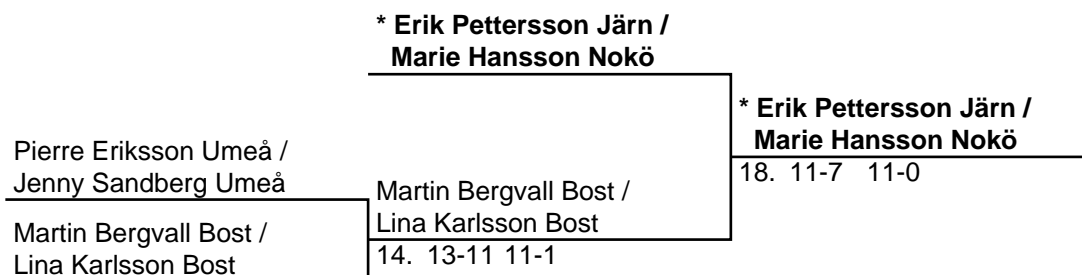 * Erik Pettersson Järn /
Marie Hansson Nokö
* Erik Pettersson Järn /
Marie Hansson Nokö
18. 11-7 11-0
Pierre Eriksson Umeå /
Jenny Sandberg Umeå
Martin Bergvall Bost /
Lina Karlsson Bost
14. 13-11 11-1
Martin Bergvall Bost /
Lina Karlsson Bost